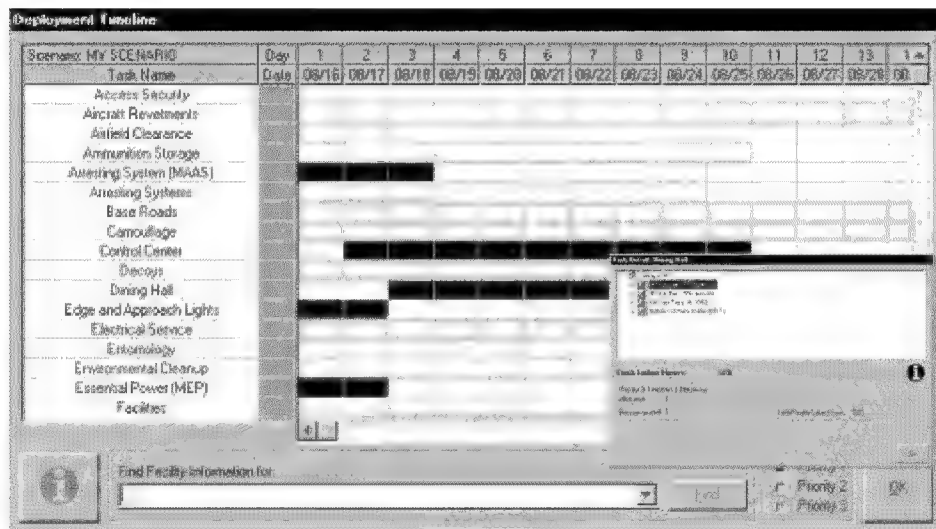 Deployment Timeline
Scenario: MY SCENARIO Day 1 2 3 4 5 6 7 8 9 10 11 12 13 1
Task Name Date 08/16 08/17 08/18 08/19 08/20 08/21 08/22 08/23 08/24 08/25 08/26 08/27 08/28 08
Access Security
Aircraft Revetments
Airfield Clearance
Ammunition Storage
Arresting System (MAAS)
Arresting Systems
Base Roads
Camouflage
Control Center
Decoys
Dining Hall
Edge and Approach Lights
Electrical Service
Entomology
Environmental Cleanup
Essential Power (MEP)
Facilities
Find Facility Information for:
Find
Priority 2
Priority 3
OK